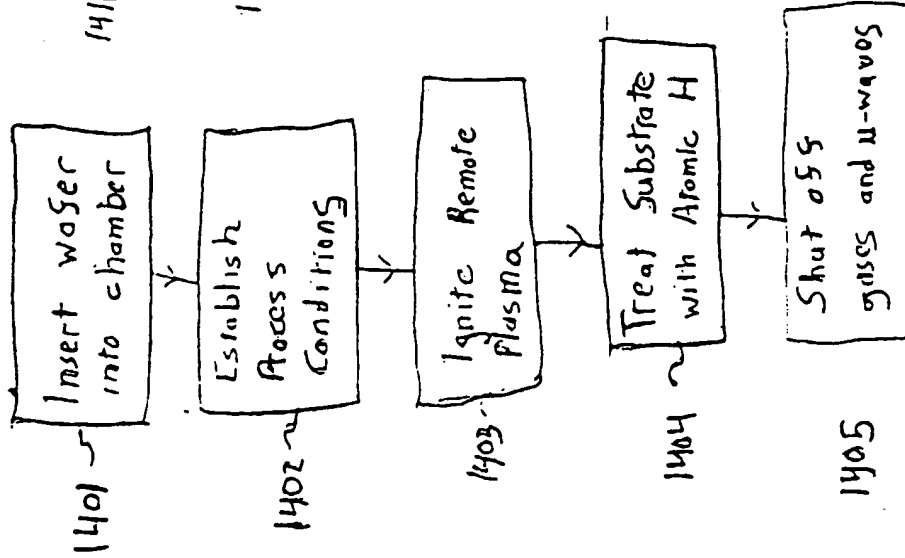 1401
Insert wafer
into chamber
1402
Establish
Process
Conditions
1403
Ignite Remote
Plasma
1404
Treat Substrate
with Atomic H
1405
Shut off
gases and μ-waves